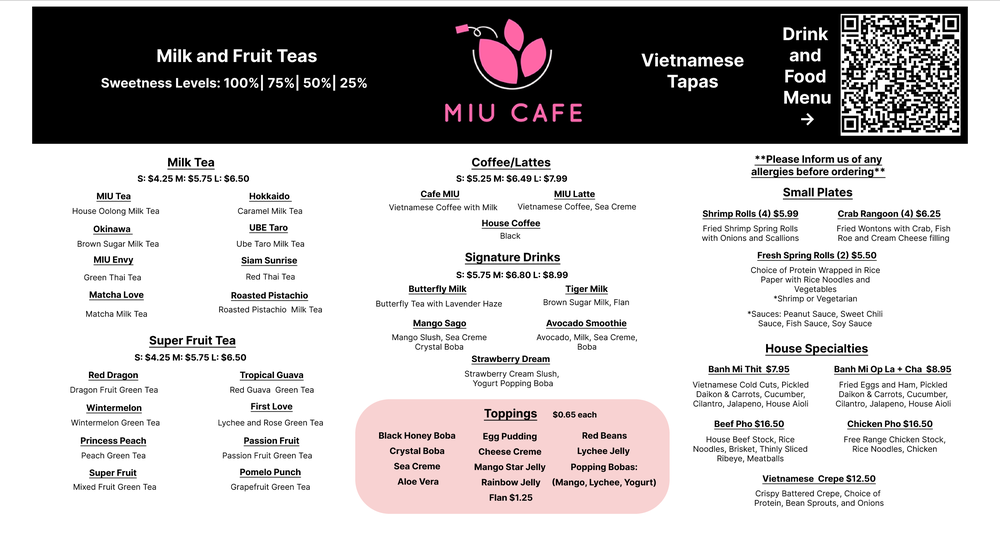 Milk and Fruit Teas
Sweetness Levels: 100%| 75%| 50%| 25%
MIU CAFE
Vietnamese
Tapas
Drink
and
Food
Menu
→
Milk Tea
S: $4.25 M: $5.75 L: $6.50
MIU Tea
House Oolong Milk Tea
Hokkaido
Caramel Milk Tea
Okinawa
Brown Sugar Milk Tea
UBE Taro
Ube Taro Milk Tea
MIU Envy
Green Thai Tea
Siam Sunrise
Red Thai Tea
Matcha Love
Matcha Milk Tea
Roasted Pistachio
Roasted Pistachio Milk Tea
Super Fruit Tea
S: $4.25 M: $5.75 L: $6.50
Red Dragon
Dragon Fruit Green Tea
Tropical Guava
Red Guava Green Tea
Wintermelon
Wintermelon Green Tea
First Love
Lychee and Rose Green Tea
Princess Peach
Peach Green Tea
Passion Fruit
Passion Fruit Green Tea
Super Fruit
Mixed Fruit Green Tea
Pomelo Punch
Grapefruit Green Tea
Coffee/Lattes
S: $5.25 M: $6.49 L: $7.99
Cafe MIU
Vietnamese Coffee with Milk
MIU Latte
Vietnamese Coffee, Sea Creme
House Coffee
Black
Signature Drinks
S: $5.75 M: $6.80 L: $8.99
Butterfly Milk
Butterfly Tea with Lavender Haze
Tiger Milk
Brown Sugar Milk, Flan
Mango Sago
Mango Slush, Sea Creme
Crystal Boba
Avocado Smoothie
Avocado, Milk, Sea Creme,
Boba
Strawberry Dream
Strawberry Cream Slush,
Yogurt Popping Boba
Toppings $0.65 each
Black Honey Boba
Crystal Boba
Sea Creme
Aloe Vera
Egg Pudding
Cheese Creme
Mango Star Jelly
Rainbow Jelly
Flan $1.25
Red Beans
Lychee Jelly
Popping Bobas:
(Mango, Lychee, Yogurt)
**Please Inform us of any
allergies before ordering**
Small Plates
Shrimp Rolls (4) $5.99
Fried Shrimp Spring Rolls
with Onions and Scallions
Crab Rangoon (4) $6.25
Fried Wontons with Crab, Fish
Roe and Cream Cheese filling
Fresh Spring Rolls (2) $5.50
Choice of Protein Wrapped in Rice
Paper with Rice Noodles and
Vegetables
*Shrimp or Vegetarian
*Sauces: Peanut Sauce, Sweet Chili
Sauce, Fish Sauce, Soy Sauce
House Specialties
Banh Mi Thit $7.95
Vietnamese Cold Cuts, Pickled
Daikon & Carrots, Cucumber,
Cilantro, Jalapeno, House Aioli
Banh Mi Op La + Cha $8.95
Fried Eggs and Ham, Pickled
Daikon & Carrots, Cucumber,
Cilantro, Jalapeno, House Aioli
Beef Pho $16.50
House Beef Stock, Rice
Noodles, Brisket, Thinly Sliced
Ribeye, Meatballs
Chicken Pho $16.50
Free Range Chicken Stock,
Rice Noodles, Chicken
Vietnamese Crepe $12.50
Crispy Battered Crepe, Choice of
Protein, Bean Sprouts, and Onions